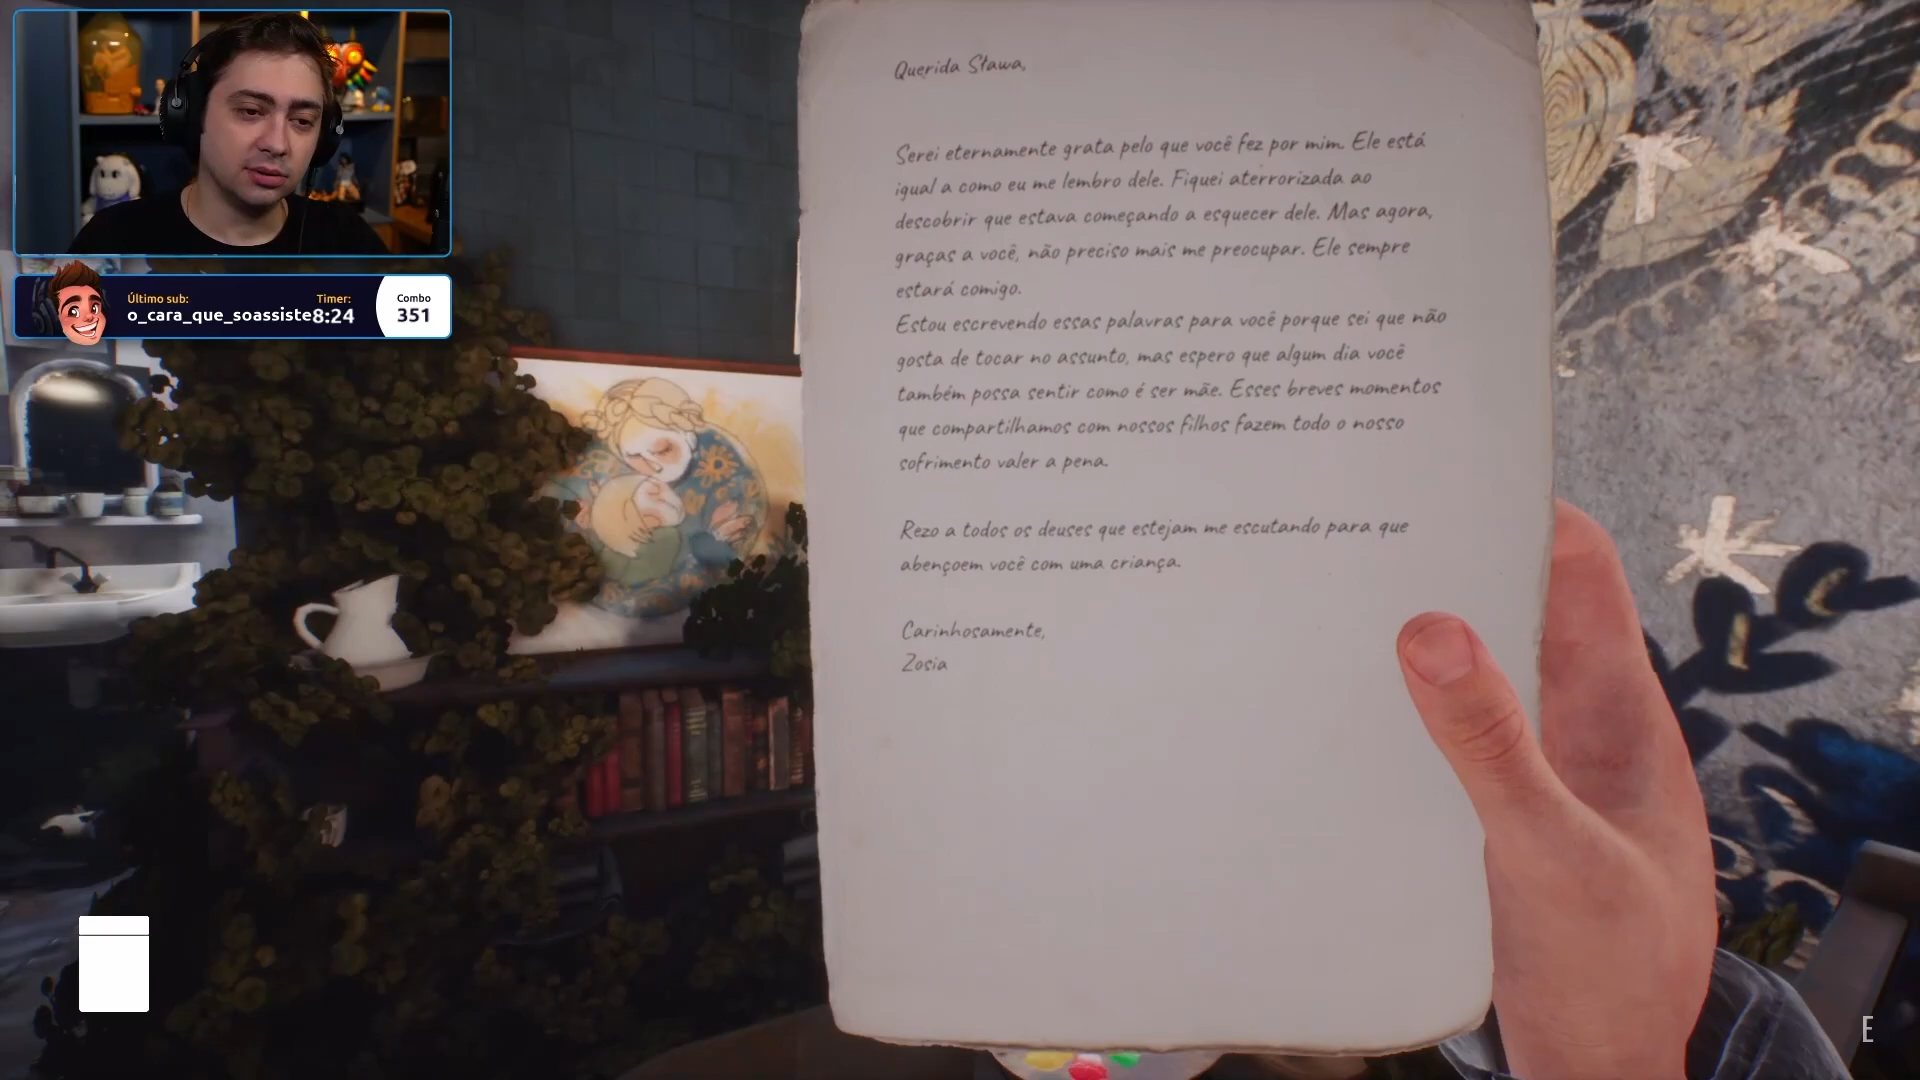 Último sub:
o_cara_que_soassiste
Timer:
8:24
Combo
351
Querida Sława,
Serei eternamente grata pelo que você fez por mim. Ele está
igual a como eu me lembro dele. Fiquei aterrorizada ao
descobrir que estava começando a esquecer dele. Mas agora,
graças a você, não preciso mais me preocupar. Ele sempre
estará comigo.
Estou escrevendo essas palavras para você porque sei que não
gosta de tocar no assunto, mas espero que algum dia você
também possa sentir como é ser mãe. Esses breves momentos
que compartilhamos com nossos filhos fazem todo o nosso
sofrimento valer a pena.
Rezo a todos os deuses que estejam me escutando para que
abençoem você com uma criança.
Carinhosamente,
Zosia
E